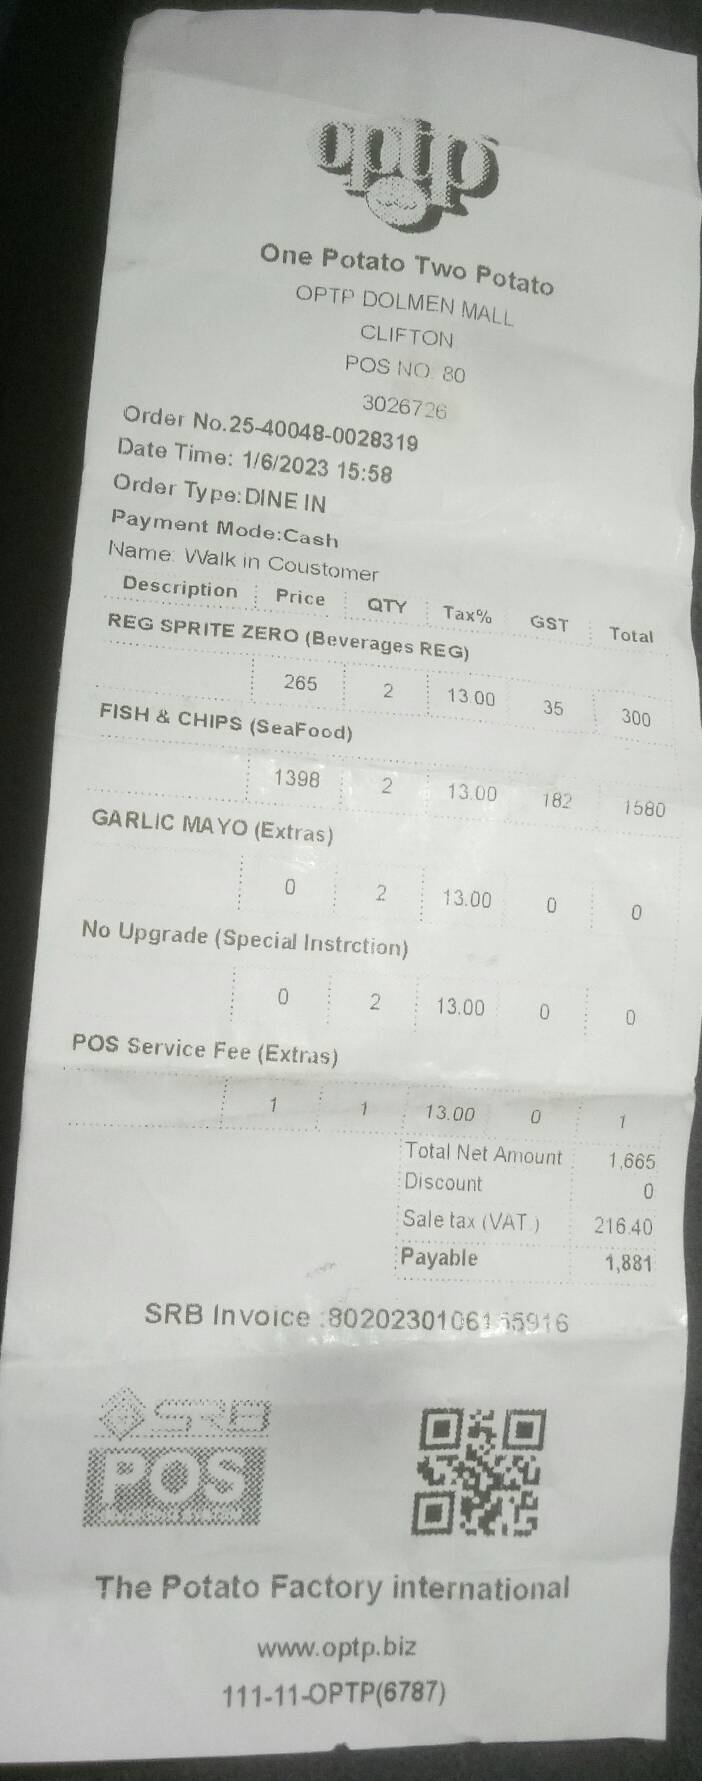 optp
One Potato Two Potato
OPTP DOLMEN MALL
CLIFTON
POS NO. 80
3026726
Order No.25-40048-0028319
Date Time: 1/6/2023 15:58
Order Type:DINE IN
Payment Mode:Cash
Name: Walk in Coustomer
Description Price QTY Tax% GST Total
REG SPRITE ZERO (Beverages REG)
265 2 13.00 35 300
FISH & CHIPS (SeaFood)
1398 2 13.00 182 1580
GARLIC MAYO (Extras)
0 2 13.00 0 0
No Upgrade (Special Instrction)
0 2 13.00 0 0
POS Service Fee (Extras)
1 1 13.00 0 1
Total Net Amount 1,665
Discount 0
Sale tax (VAT.) 216.40
Payable 1,881
SRB Invoice :
SRB
POS
The Potato Factory international
www.optp.biz
111-11-OPTP(6787)